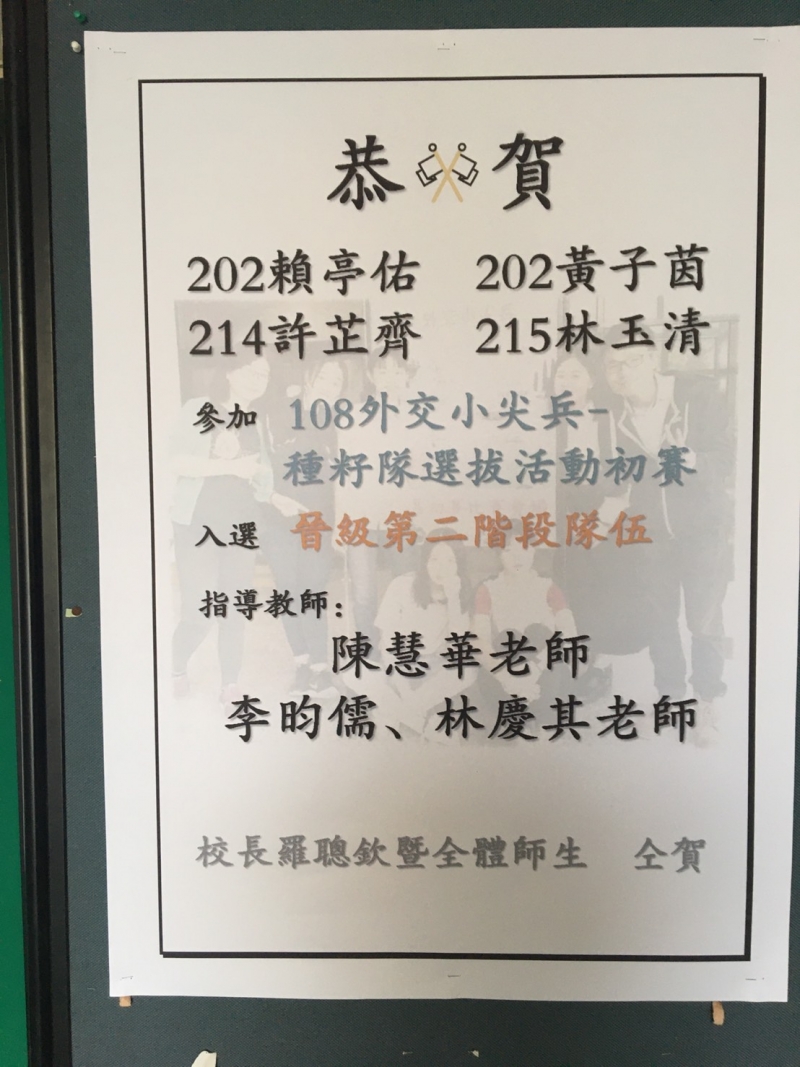 恭賀
202賴亭佑 202黃子茵
214許芷齊 215林玉清
參加 108外交小尖兵-
種籽隊選拔活動初賽
入選 晉級第二階段隊伍
指導教師：
陳慧華老師
李昀儒、林慶其老師
校長羅聰欽暨全體師生 仝賀